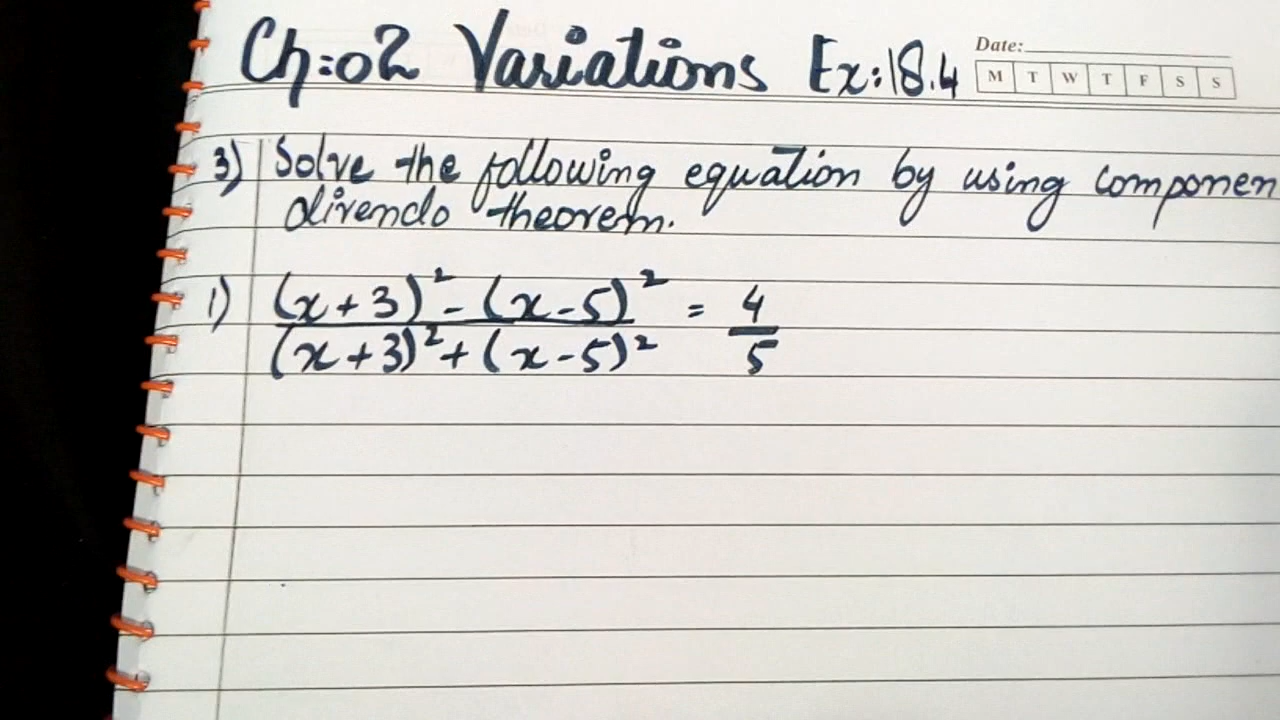 Ch:02 Variations Ex:18.4
Date:
M T W T F S S
3) Solve the following equation by using componen
divendo theorem.
1) (x+3)² - (x-5)² = 4
(x+3)² + (x-5)² 5